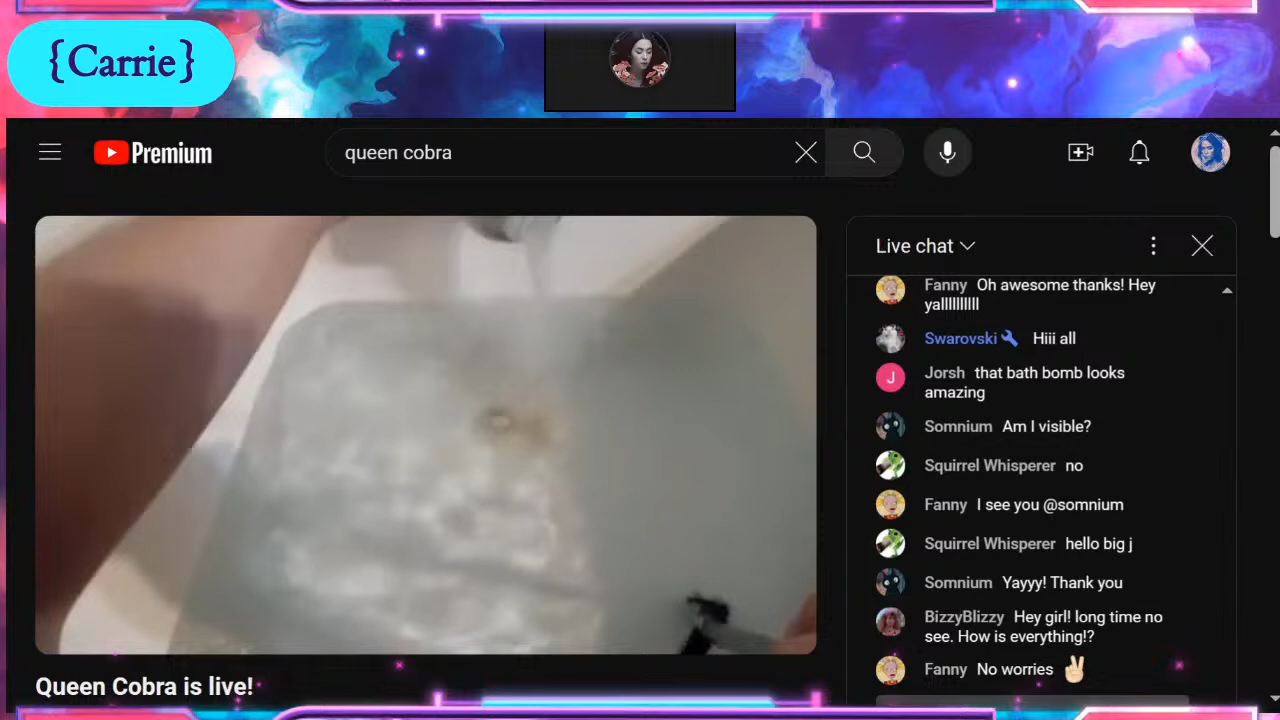 {Carrie}
Premium
queen cobra
Live chat
Fanny Oh awesome thanks! Hey
yalllllllll
Swarovski Hiii all
J
Jorsh that bath bomb looks
amazing
Somnium Am I visible?
Squirrel Whisperer no
Fanny I see you @somnium
Squirrel Whisperer hello big j
Somnium Yayyy! Thank you
BizzyBlizzy Hey girl! long time no
see. How is everything!?
Fanny No worries ✌🏻
Queen Cobra is live!